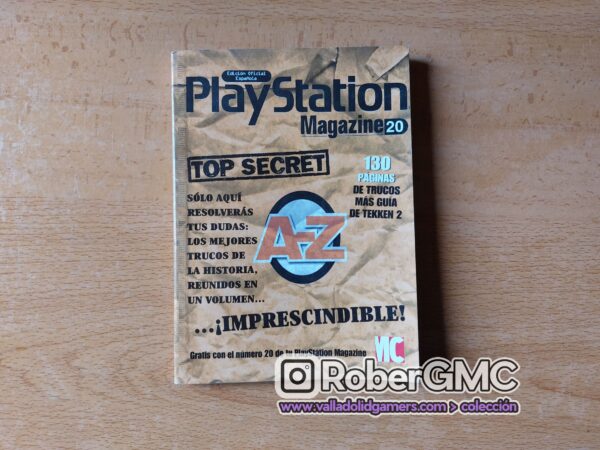 Edición Oficial
Española
PlayStation
Magazine 20
TOP SECRET
130
PÁGINAS
DE TRUCOS
MÁS GUÍA
DE TEKKEN 2
SÓLO AQUÍ
RESOLVERÁS
TUS DUDAS:
LOS MEJORES
TRUCOS DE
LA HISTORIA,
REUNIDOS EN
UN VOLUMEN...
A-Z
...¡IMPRESCINDIBLE!
Gratis con el número 20 de tu PlayStation Magazine
MC
RoberGMC
www.valladolidgamers.com > colección